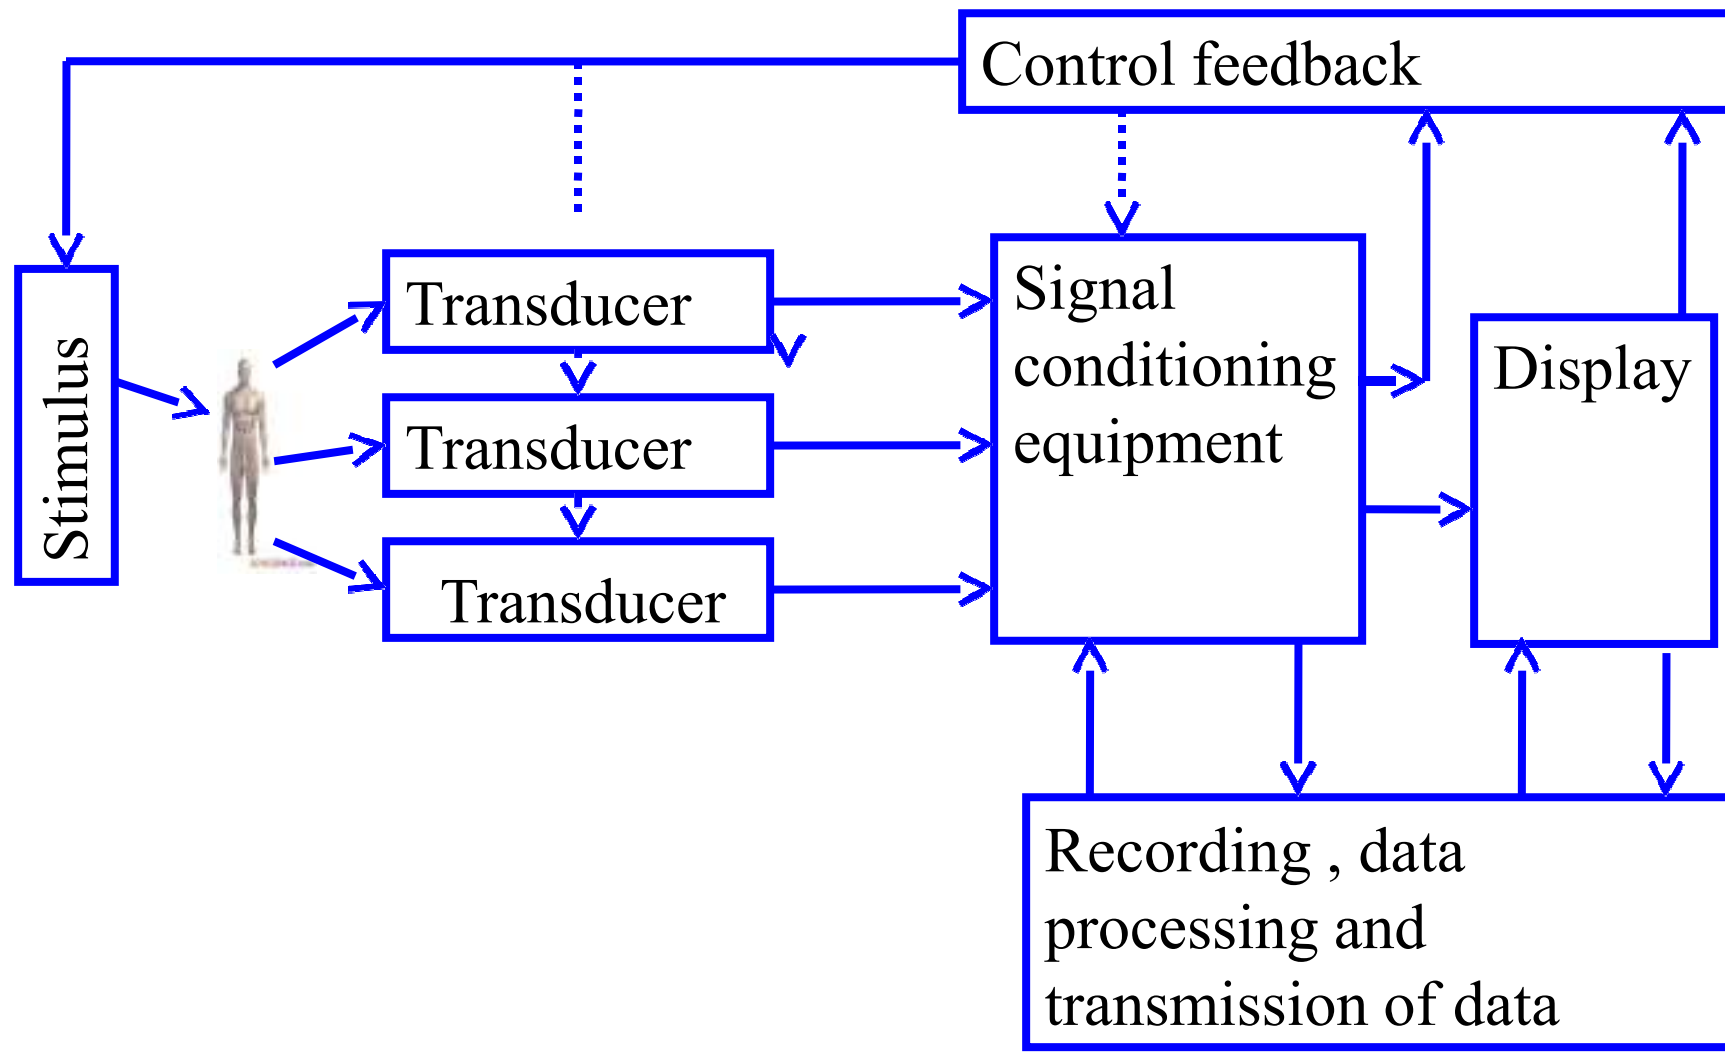 Control feedback
Stimulus
Transducer
Transducer
Transducer
Signal
conditioning
equipment
Display
Recording , data
processing and
transmission of data